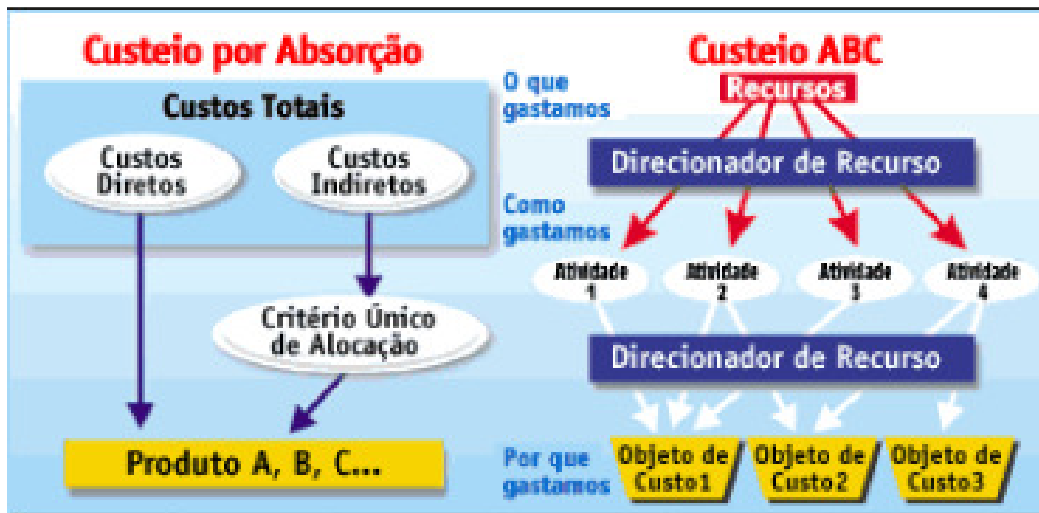 Custeio por Absorção
Custos Totais
Custos
Diretos
Custos
Indiretos
Critério Único
de Alocação
Produto A, B, C...
Custeio ABC
O que
gastamos
Recursos
Direcionador de Recurso
Como
gastamos
Atividade
1
Atividade
2
Atividade
3
Atividade
4
Direcionador de Recurso
Por que
gastamos
Objeto de
Custo1
Objeto de
Custo2
Objeto de
Custo3